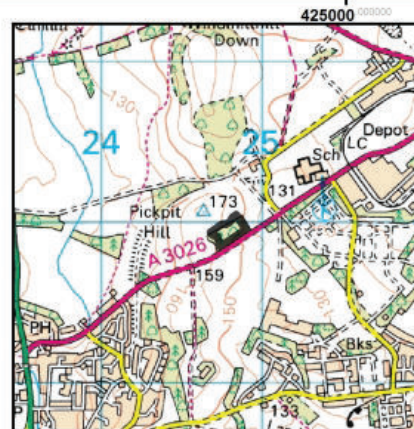 425000
Down
130
24
25
Depot
LC
Sch
131
173
Pickpit
Hill
A 3026
159
160
150
130
PH
Bks
133
P